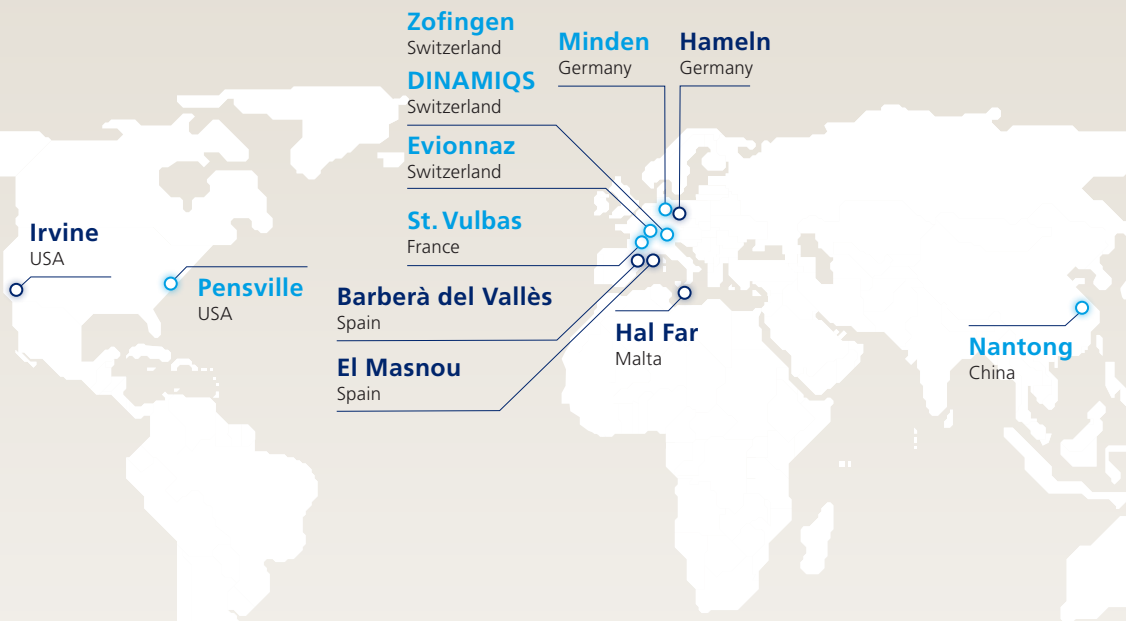 Zofingen
Switzerland
DINAMIQS
Switzerland
Minden
Germany
Hameln
Germany
Evionnaz
Switzerland
St. Vulbas
France
Irvine
USA
Pensville
USA
Barberà del Vallès
Spain
El Masnou
Spain
Hal Far
Malta
Nantong
China